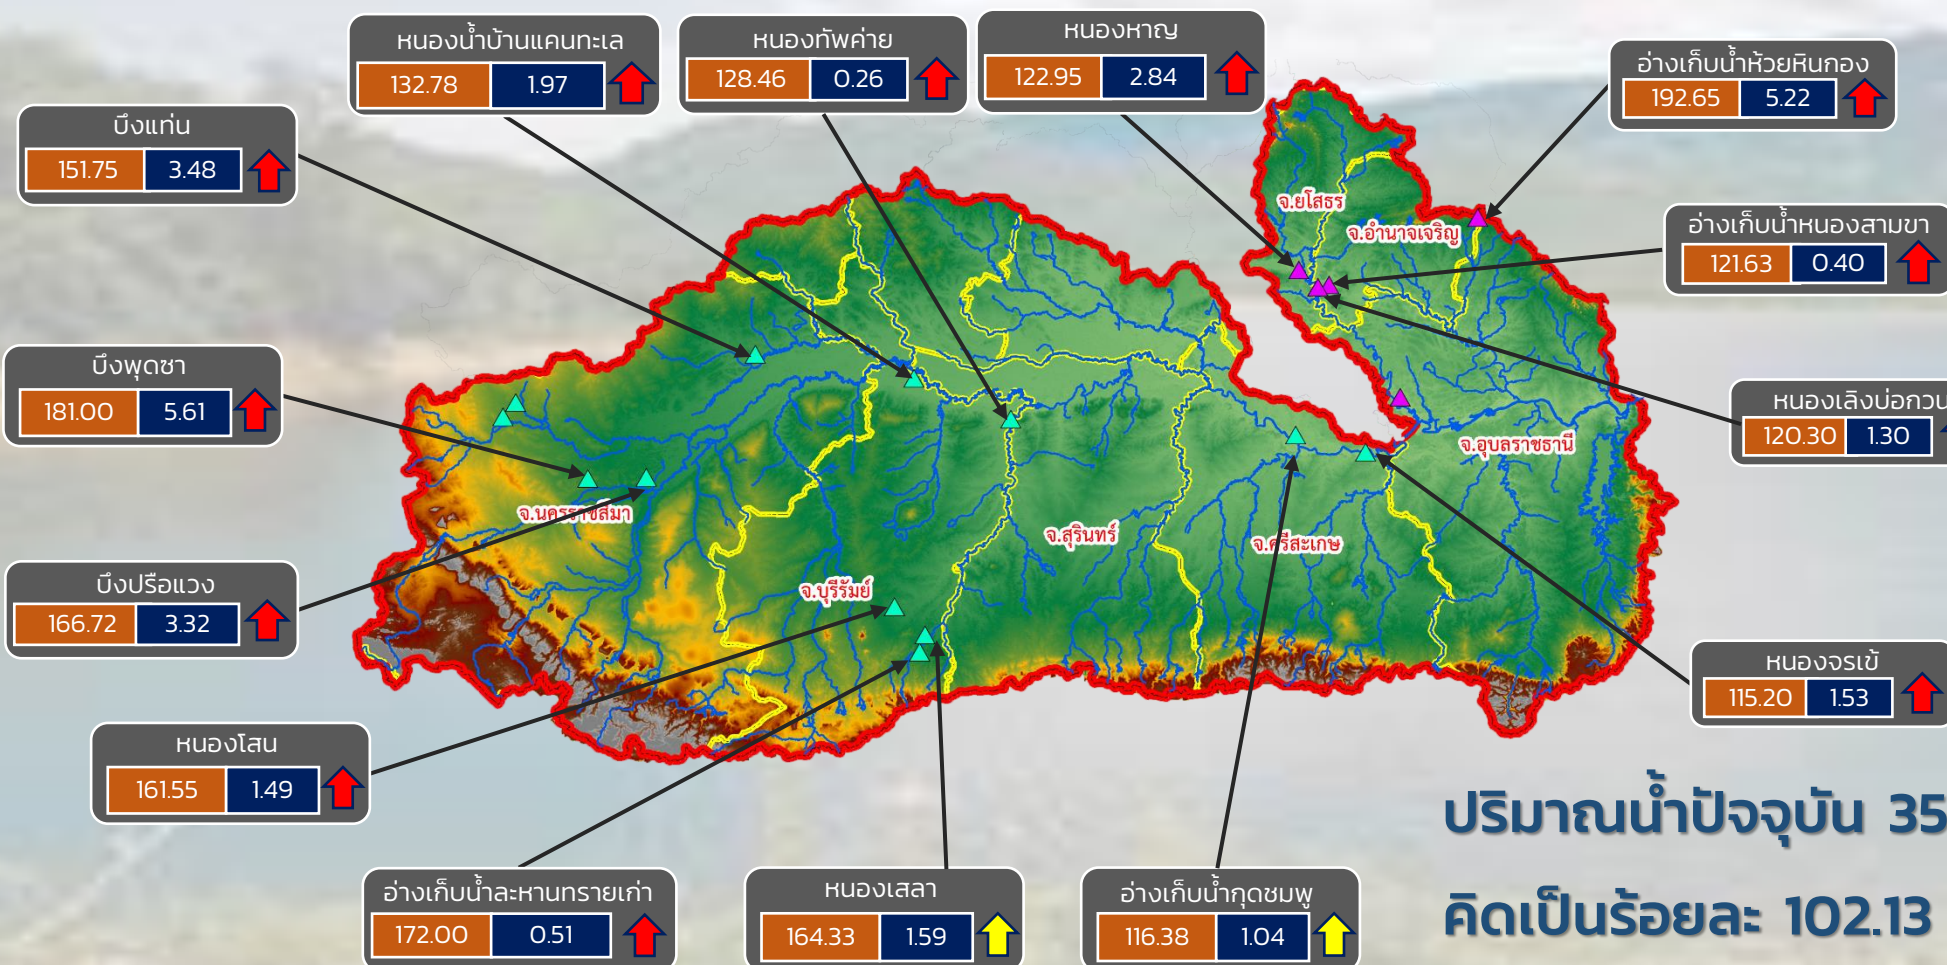 หนองน้ำบ้านแคนทะเล
132.78 1.97
หนองทัพค่าย
128.46 0.26
หนองหาญ
122.95 2.84
อ่างเก็บน้ำห้วยหินกอง
192.65 5.22
บึงแท่น
151.75 3.48
อ่างเก็บน้ำหนองสามขา
121.63 0.40
จ.ยโสธร
จ.อำนาจเจริญ
บึงพุดซา
181.00 5.61
หนองเลิงบ่อกวน
120.30 1.30
จ.อุบลราชธานี
จ.นครราชสีมา
จ.สุรินทร์
จ.ศรีสะเกษ
จ.บุรีรัมย์
บึงปรือแวง
166.72 3.32
หนองจรเข้
115.20 1.53
หนองโสน
161.55 1.49
ปริมาณน้ำปัจจุบัน 35
คิดเป็นร้อยละ 102.13
อ่างเก็บน้ำละหานทรายเก่า
172.00 0.51
หนองเสลา
164.33 1.59
อ่างเก็บน้ำกุดชมพู
116.38 1.04